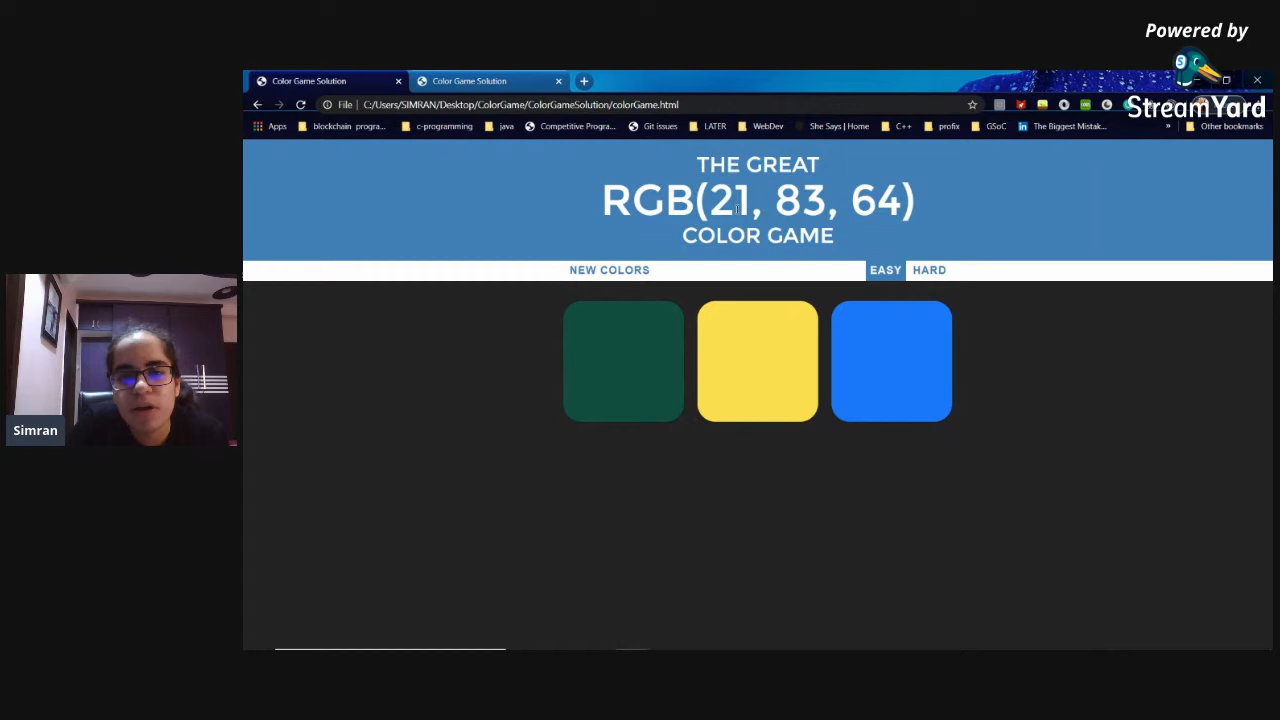 Powered by
StreamYard
Color Game Solution
Color Game Solution
File | C:/Users/SIMRAN/Desktop/ColorGame/ColorGameSolution/colorGame.html
Apps blockchain progra... c-programming java Competitive Progra... Git issues LATER WebDev She Says | Home C++ profix GSoC The Biggest Mistak... » Other bookmarks
THE GREAT
RGB(21, 83, 64)
COLOR GAME
NEW COLORS EASY HARD
Simran